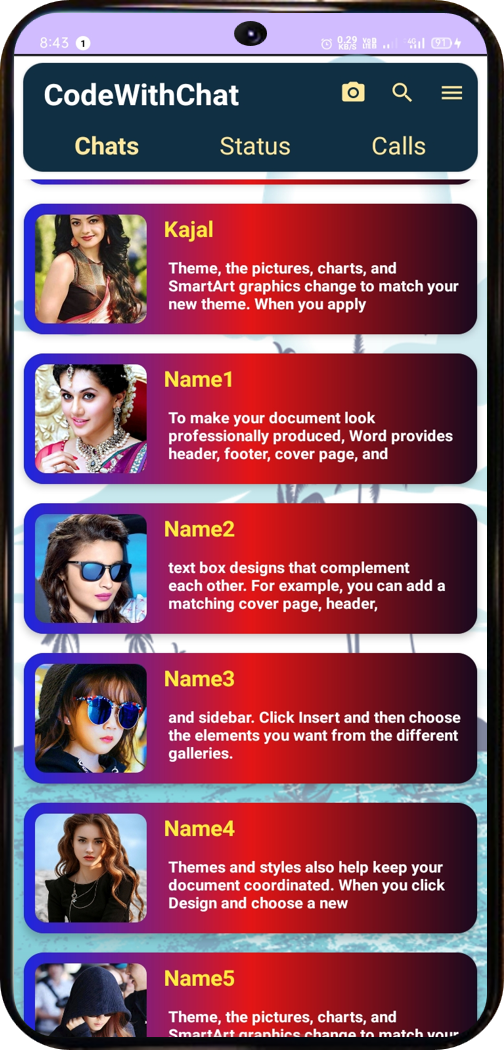 8:43 1 0.29 KB/S VoB USB 4G 91
CodeWithChat
Chats Status Calls
Kajal
Theme, the pictures, charts, and
SmartArt graphics change to match your
new theme. When you apply
Name1
To make your document look
professionally produced, Word provides
header, footer, cover page, and
Name2
text box designs that complement
each other. For example, you can add a
matching cover page, header,
Name3
and sidebar. Click Insert and then choose
the elements you want from the different
galleries.
Name4
Themes and styles also help keep your
document coordinated. When you click
Design and choose a new
Name5
Theme, the pictures, charts, and
SmartArt graphics change to match your